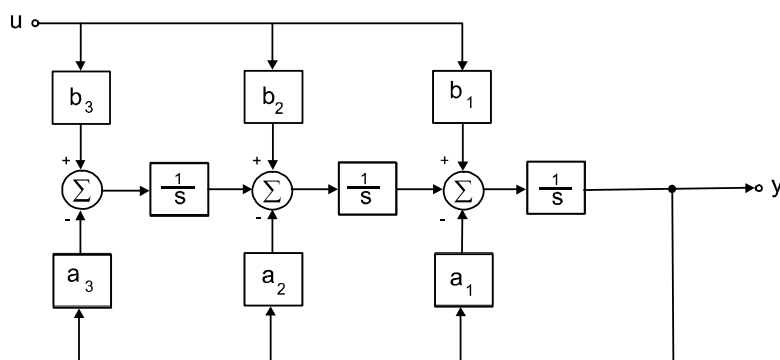 u
b3 b2 b1
+ + +
Σ 1/s Σ 1/s Σ 1/s y
- - -
a3 a2 a1